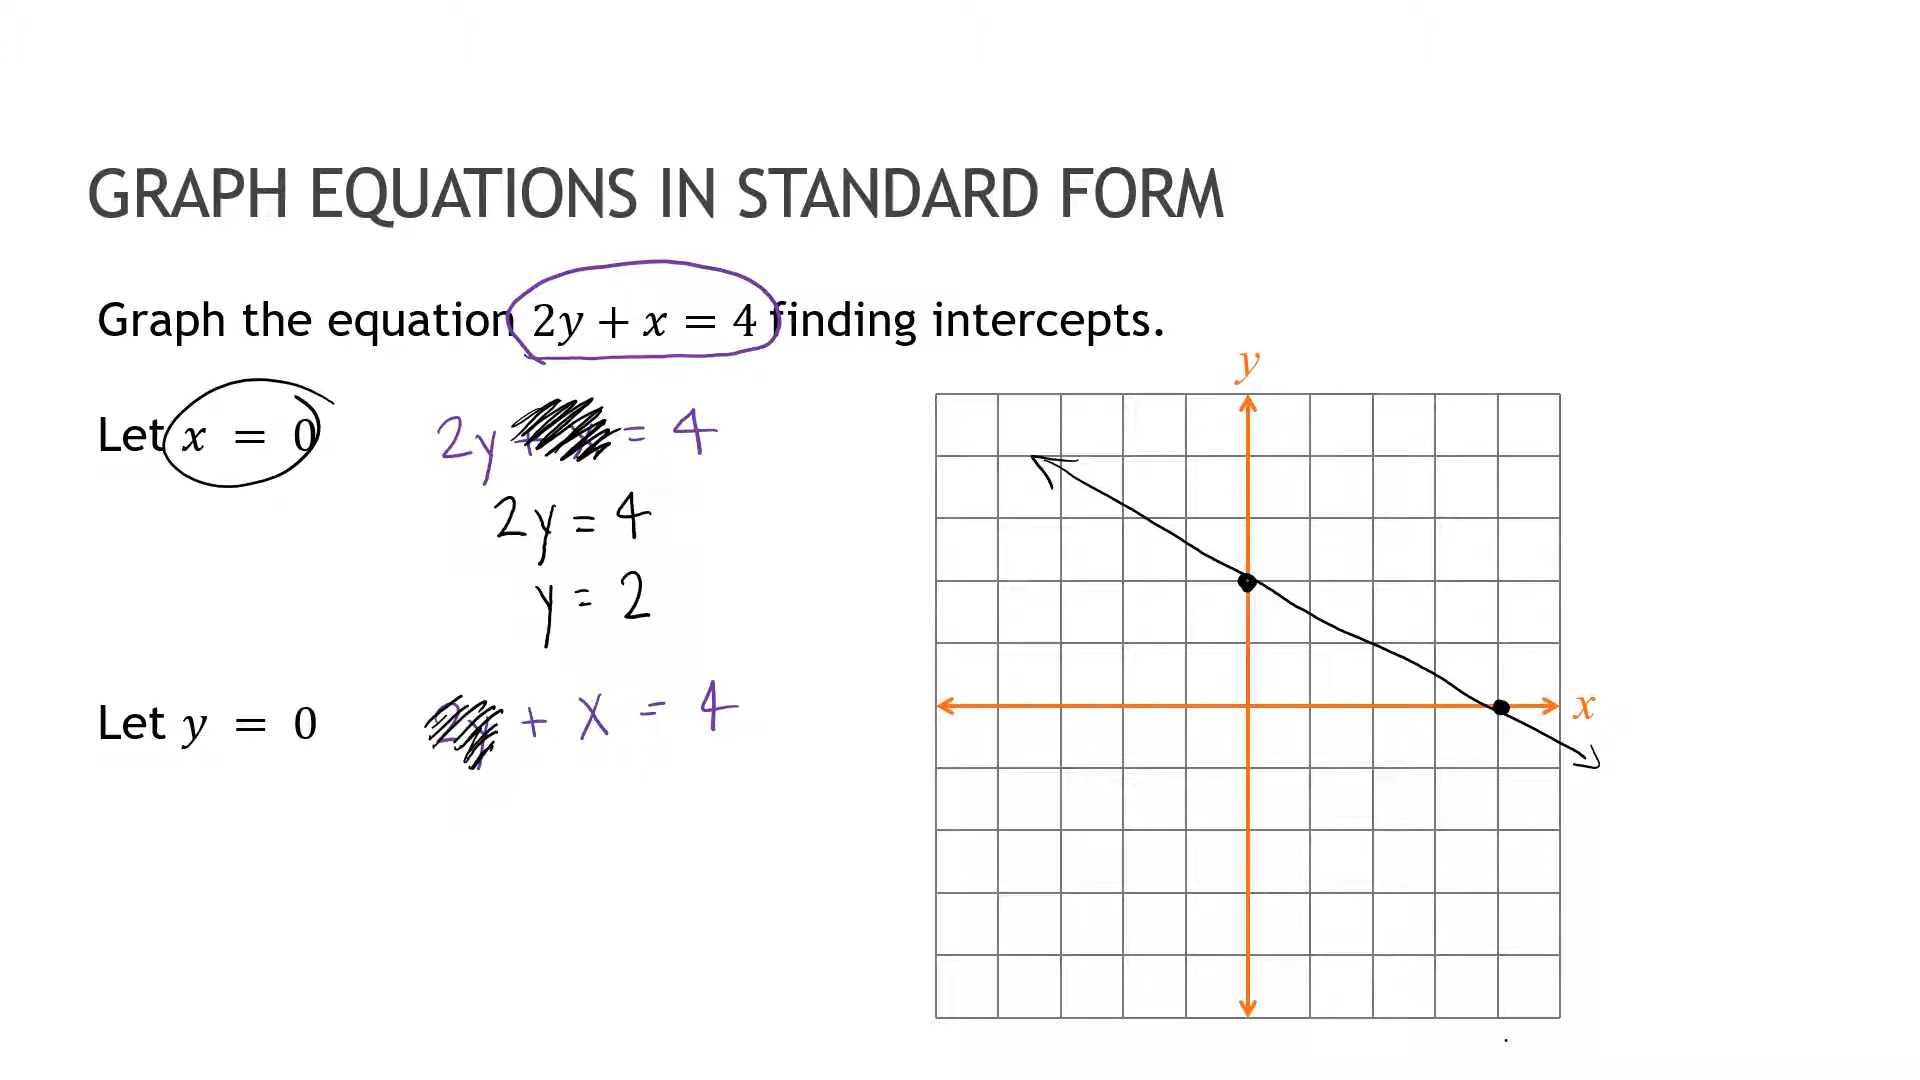 GRAPH EQUATIONS IN STANDARD FORM
Graph the equation 2y + x = 4 finding intercepts.
Let x = 0
2y + x = 4
2y = 4
y = 2
Let y = 0
2y + x = 4
y
x